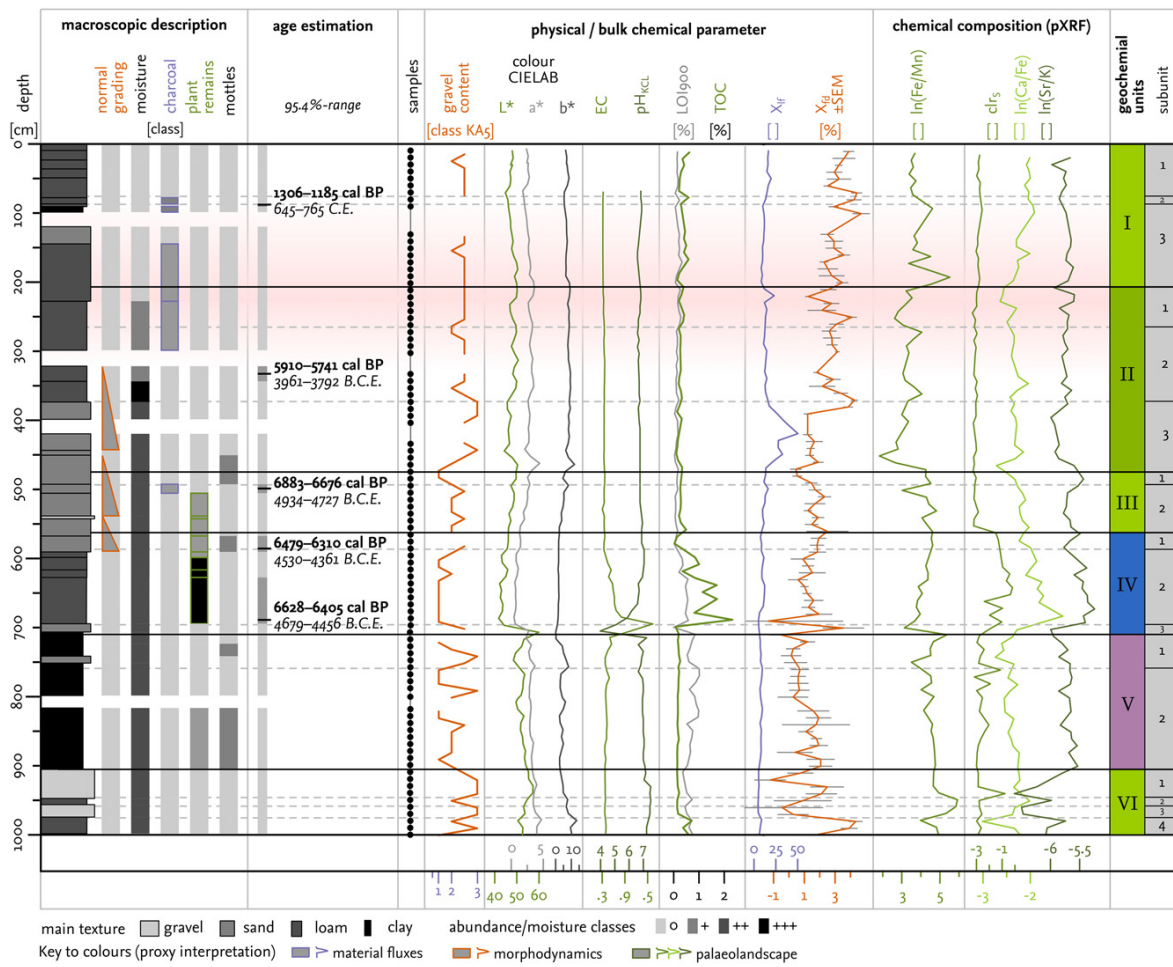 macroscopic description
age estimation
physical / bulk chemical parameter
chemical composition (pXRF)
geochemical units
subunit
depth
[cm]
normal grading
moisture
charcoal
plant remains
mottles
[class]
95.4%-range
samples
gravel content
[class KA5]
colour
CIELAB
L*
a*
b*
EC
pHKCL
LOI900
[%]
TOC
[%]
Xlf
[]
Xfd
±SEM
[%]
ln(Fe/Mn)
[]
clrS
[]
ln(Ca/Fe)
[]
ln(Sr/K)
[]
0
100
200
300
400
500
600
700
800
900
1000
1306–1185 cal BP
645–765 C.E.
5910–5741 cal BP
3961–3792 B.C.E.
6883–6676 cal BP
4934–4727 B.C.E.
6479–6310 cal BP
4530–4361 B.C.E.
6628–6405 cal BP
4679–4456 B.C.E.
I
II
III
IV
V
VI
1
2
3
1
2
3
1
2
1
2
3
1
2
1
2
3
4
0 5 0 10 4 5 6 7 0 25 50 -3 -1 -6 -5.5
1 2 3 40 50 60 .3 .9 .5 0 1 2 -1 1 3 3 5 -3 -2
main texture gravel sand loam clay abundance/moisture classes 0 + ++ +++
Key to colours (proxy interpretation) material fluxes morphodynamics palaeolandscape